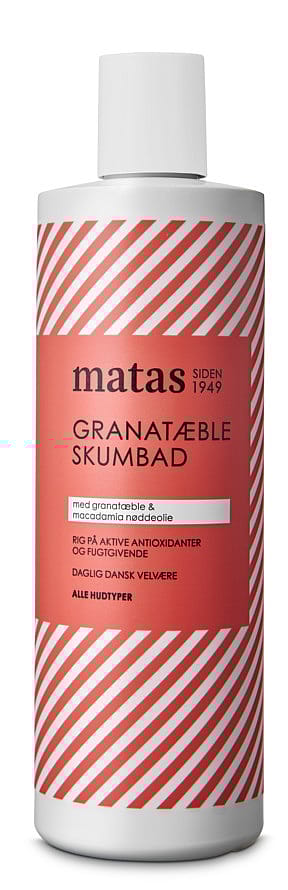 matas SIDEN 1949
GRANATÆBLE
SKUMBAD
med granatæble &
macadamia nøddeolie
RIG PÅ AKTIVE ANTIOXIDANTER
OG FUGTGIVENDE
DAGLIG DANSK VELVÆRE
ALLE HUDTYPER